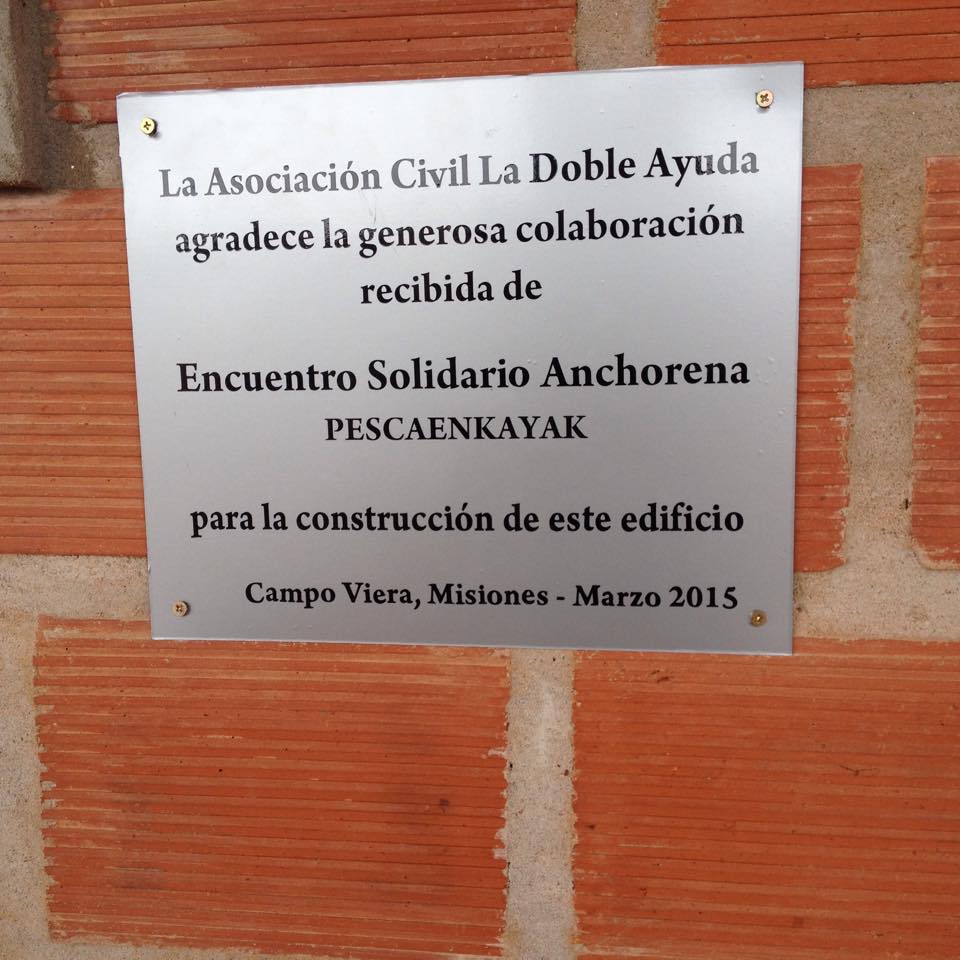 La Asociación Civil La Doble Ayuda
agradece la generosa colaboración
recibida de
Encuentro Solidario Anchorena
PESCAENKAYAK
para la construcción de este edificio
Campo Viera, Misiones - Marzo 2015